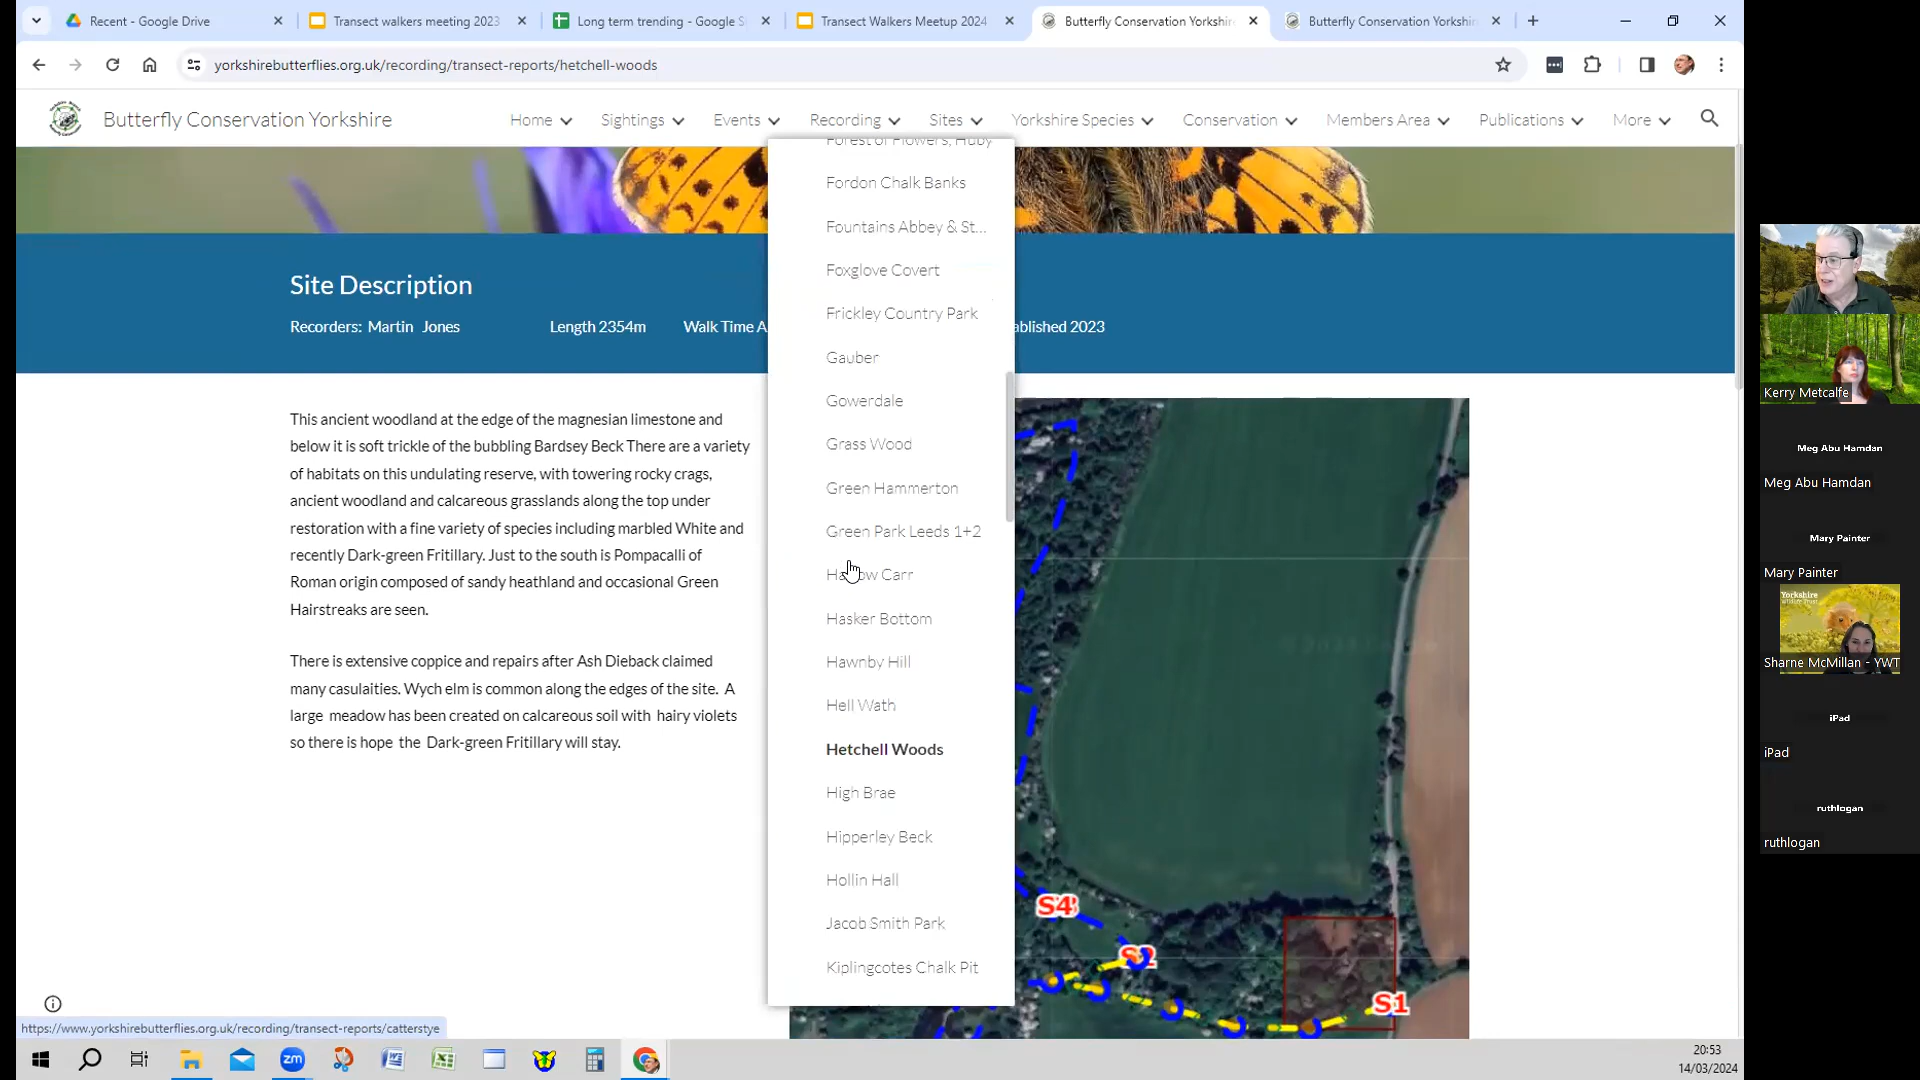 Recent - Google Drive
Transect walkers meeting 2023
Long term trending - Google S
Transect Walkers Meetup 2024
Butterfly Conservation Yorkshir
Butterfly Conservation Yorkshi
yorkshirebutterflies.org.uk/recording/transect-reports/hetchell-woods
Butterfly Conservation Yorkshire
Home
Sightings
Events
Recording
Sites
Yorkshire Species
Conservation
Members Area
Publications
More
Forest of Flowers, Huby
Fordon Chalk Banks
Fountains Abbey & St...
Foxglove Covert
Frickley Country Park
Gauber
Gowerdale
Grass Wood
Green Hammerton
Green Park Leeds 1+2
Harlow Carr
Hasker Bottom
Hawnby Hill
Hell Wath
Hetchell Woods
High Brae
Hipperley Beck
Hollin Hall
Jacob Smith Park
Kiplingcotes Chalk Pit
Site Description
Recorders: Martin Jones
Length 2354m
Walk Time A
ablished 2023
This ancient woodland at the edge of the magnesian limestone and
below it is soft trickle of the bubbling Bardsey Beck There are a variety
of habitats on this undulating reserve, with towering rocky crags,
ancient woodland and calcareous grasslands along the top under
restoration with a fine variety of species including marbled White and
recently Dark-green Fritillary. Just to the south is Pompacalli of
Roman origin composed of sandy heathland and occasional Green
Hairstreaks are seen.
There is extensive coppice and repairs after Ash Dieback claimed
many casulaities. Wych elm is common along the edges of the site. A
large meadow has been created on calcareous soil with hairy violets
so there is hope the Dark-green Fritillary will stay.
S4
S2
S1
https://www.yorkshirebutterflies.org.uk/recording/transect-reports/catterstye
zm
20:53
14/03/2024
Kerry Metcalfe
Meg Abu Hamdan
Meg Abu Hamdan
Mary Painter
Mary Painter
Yorkshire
Wildlife Trust
Sharne McMillan - YWT
iPad
iPad
ruthlogan
ruthlogan